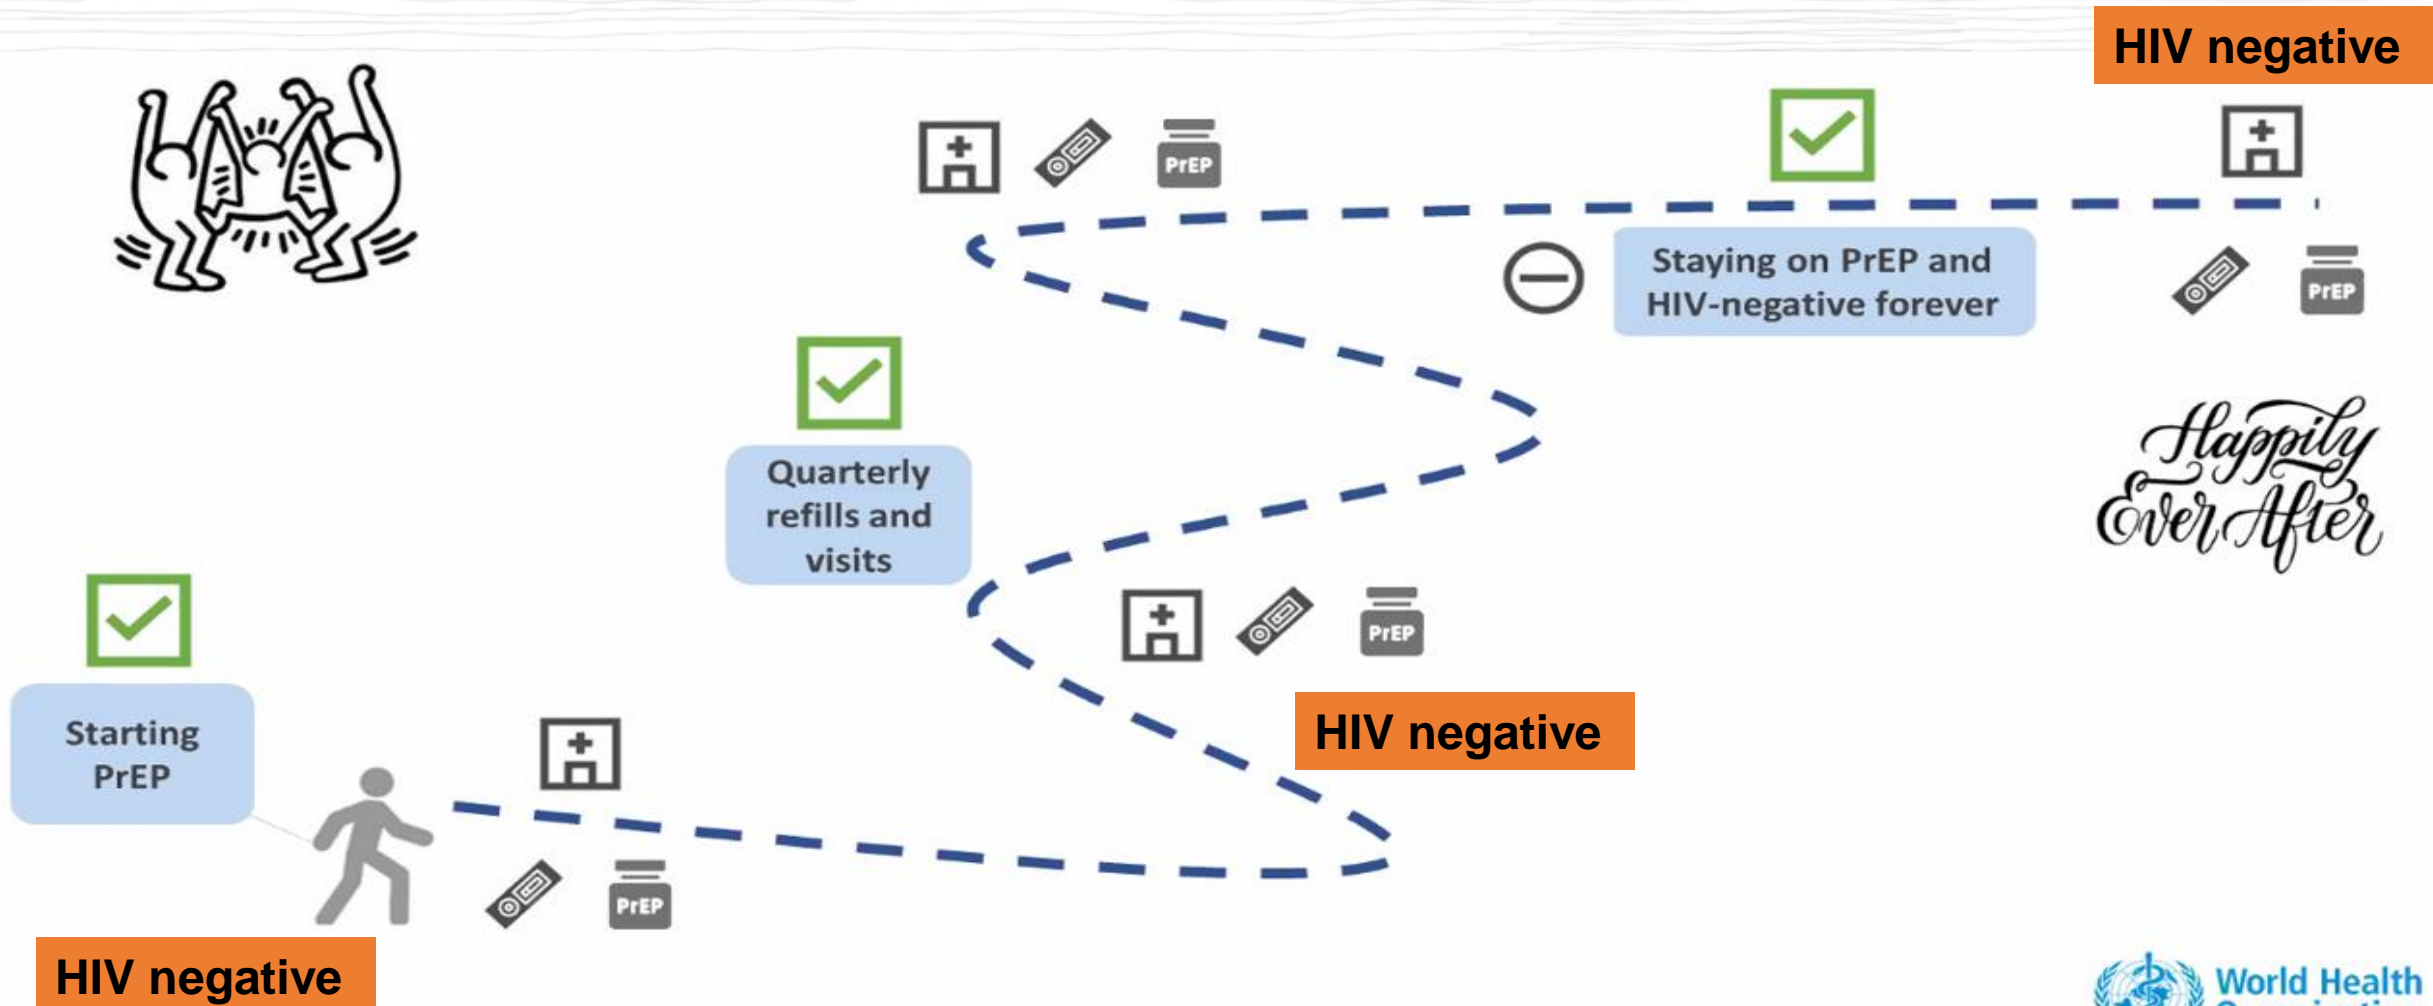 HIV negative
PrEP
Staying on PrEP and
HIV-negative forever
PrEP
Quarterly
refills and
visits
Happily
Ever After
PrEP
Starting
PrEP
HIV negative
PrEP
HIV negative
World Health